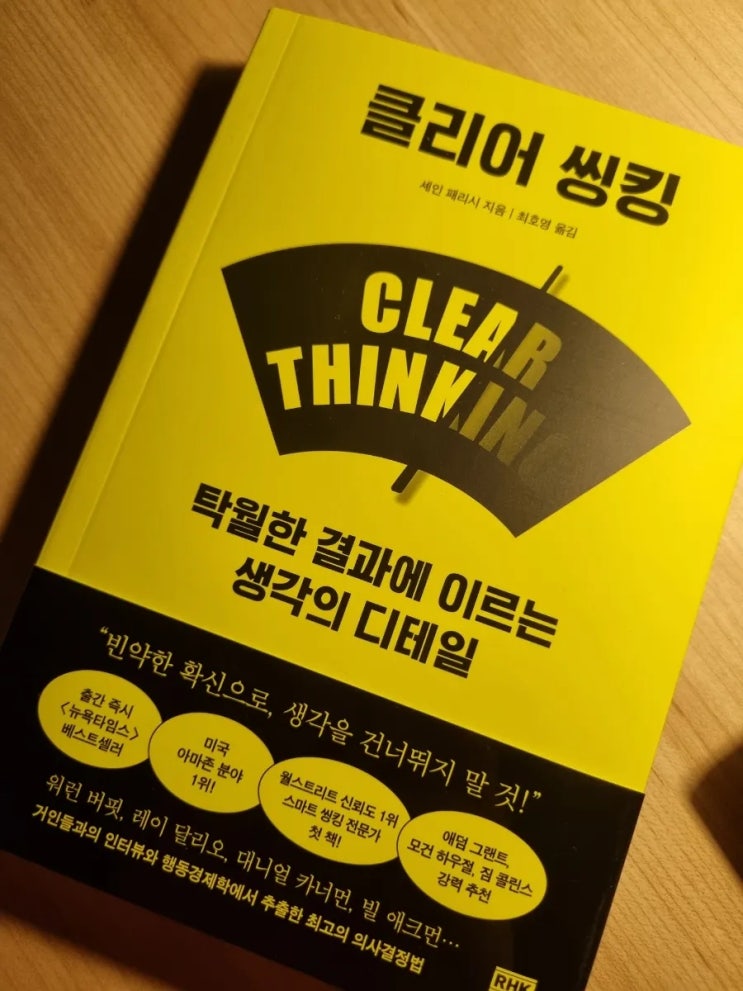 클리어 씽킹
셰인 패리시 지음 | 최호영 옮김
CLEAR
THINKING
탁월한 결과에 이르는
생각의 디테일
“빈약한 확신으로, 생각을 건너뛰지 말 것!”
출간 즉시
<뉴욕타임스>
베스트셀러
미국
아마존 분야
1위!
월스트리트 신뢰도 1위
스마트 씽킹 전문가
첫 책!
애덤 그랜트,
모건 하우절, 짐 콜린스
강력 추천
워런 버핏, 레이 달리오, 대니얼 카너먼, 빌 애크먼…
거인들과의 인터뷰와 행동경제학에서 추출한 최고의 의사결정법
RHK